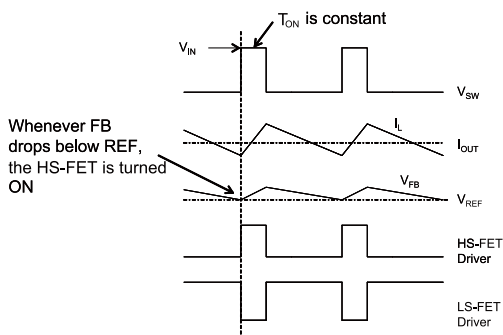 T_ON is constant
V_IN
V_SW
Whenever FB
drops below REF,
the HS-FET is turned
ON
I_L
I_OUT
V_FB
V_REF
HS-FET
Driver
LS-FET
Driver